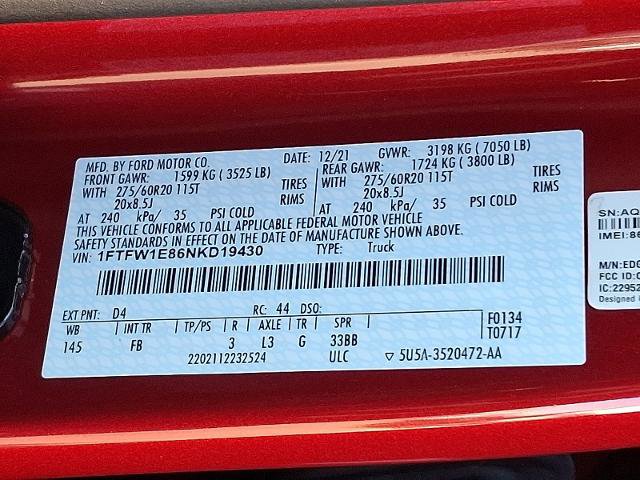 MFD. BY FORD MOTOR CO.
DATE: 12/21
GVWR: 3198 KG ( 7050 LB)
FRONT GAWR: 1599 KG ( 3525 LB)
REAR GAWR: 1724 KG ( 3800 LB)
WITH 275/60R20 115T TIRES
WITH 275/60R20 115T TIRES
20x8.5J RIMS
20x8.5J RIMS
AT 240 kPa/ 35 PSI COLD
AT 240 kPa/ 35 PSI COLD
THIS VEHICLE CONFORMS TO ALL APPLICABLE FEDERAL MOTOR VEHICLE
SAFETY STANDARDS IN EFFECT ON THE DATE OF MANUFACTURE SHOWN ABOVE.
VIN: 1FTFW1E86NKD19430
TYPE: Truck
EXT PNT: D4 RC: 44 DSO:
F0134
T0717
WB INT TR TP/PS R AXLE TR SPR
145 FB 3 L3 G 33BB
2202112232524 ULC ▽ 5U5A-3520472-AA
SN:AQ
IMEI:86
M/N:EDG
FCC ID:
IC:22952
Designed